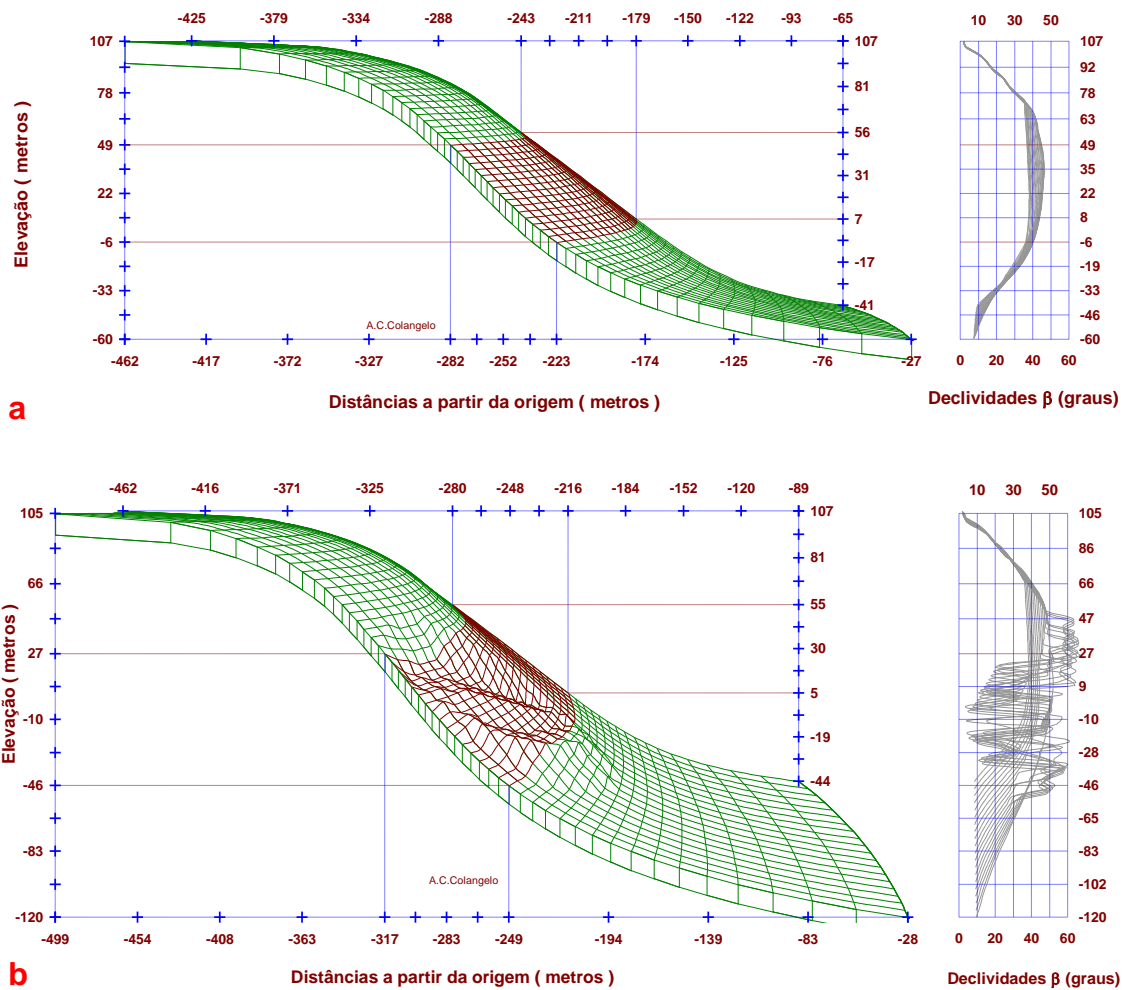 -425 -379 -334 -288 -243 -211 -179 -150 -122 -93 -65
10 30 50
107 107 107
92
78 81 78
63
49 56 49
35
22 31 22
8 7 8
-6 -6
-17 -19
-33 -41 -33
A.C.Colangelo
-60 -60
-462 -417 -372 -327 -282 -252 -223 -174 -125 -76 -27
0 20 40 60
Elevação ( metros )
Distâncias a partir da origem ( metros )
Declividades β (graus)
a
-462 -416 -371 -325 -280 -248 -216 -184 -152 -120 -89
10 30 50
105 107 105
86
66 81 66
55 47
27 30 27
5 9
-10 -19 -10
-28
-46 -44 -46
-65
-83 -83
A.C.Colangelo
-102
-120 -120
-499 -454 -408 -363 -317 -283 -249 -194 -139 -83 -28
0 20 40 60
Elevação ( metros )
Distâncias a partir da origem ( metros )
Declividades β (graus)
b